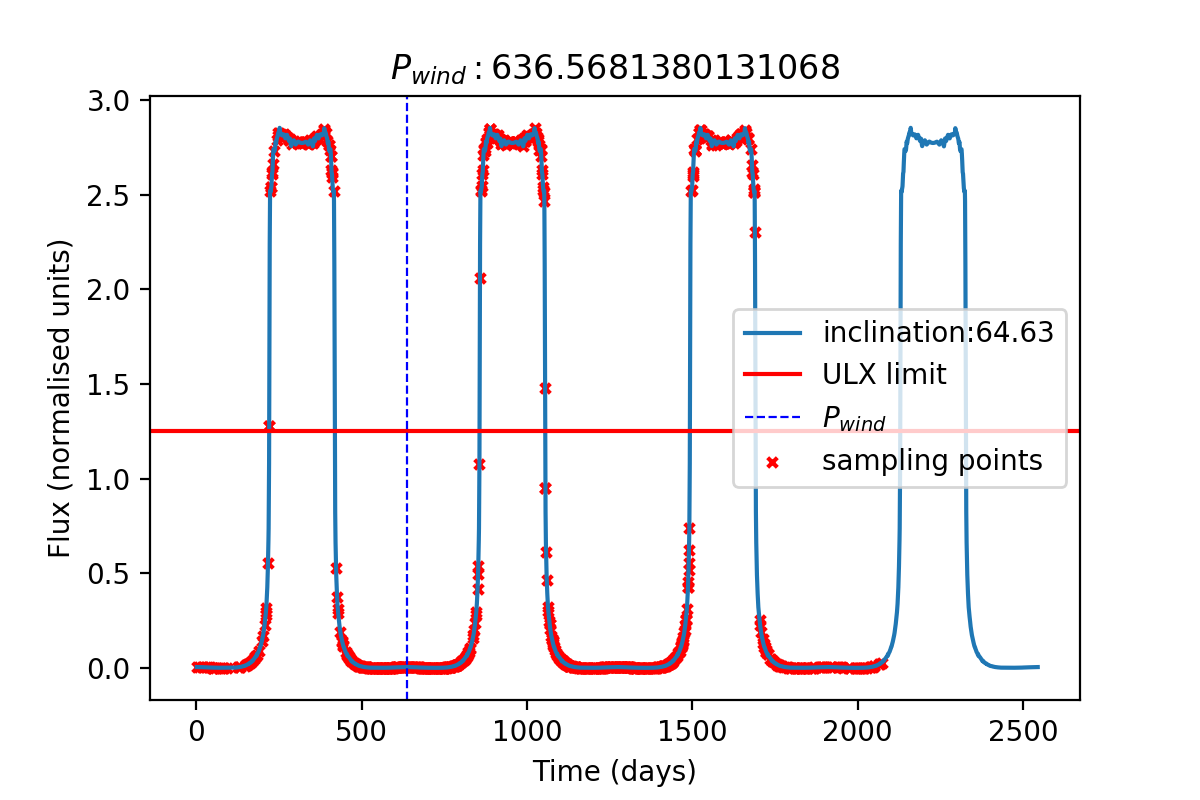 P_wind : 636.5681380131068
3.0
2.5
2.0
1.5
1.0
0.5
0.0
Flux (normalised units)
inclination:64.63
ULX limit
P_wind
sampling points
0 500 1000 1500 2000 2500
Time (days)